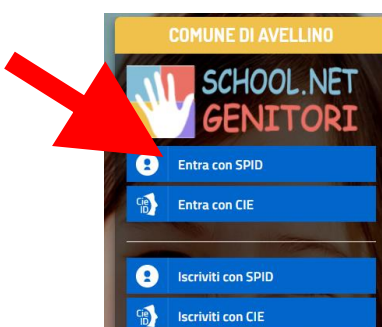 COMUNE DI AVELLINO
SCHOOL.NET
GENITORI
Entra con SPID
Cie
iD
Entra con CIE
Iscriviti con SPID
Cie
iD
Iscriviti con CIE